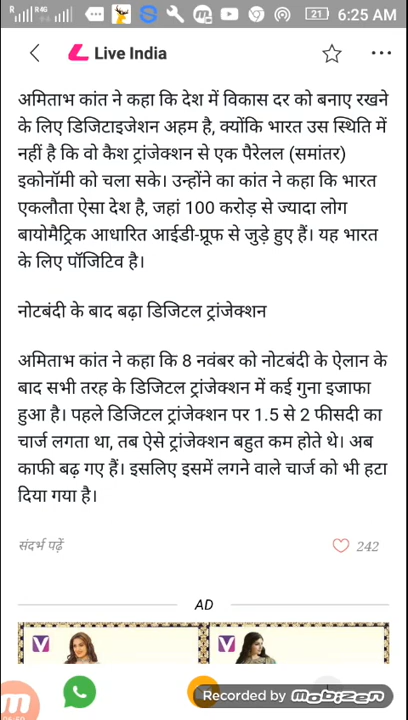 R R4G 21 6:25 AM
Live India
अमिताभ कांत ने कहा कि देश में विकास दर को बनाए रखने
के लिए डिजिटाइजेशन अहम है, क्योंकि भारत उस स्थिति में
नहीं है कि वो कैश ट्रांजेक्शन से एक पैरेलल (समांतर)
इकोनॉमी को चला सके। उन्होंने का कांत ने कहा कि भारत
एकलौता ऐसा देश है, जहां 100 करोड़ से ज्यादा लोग
बायोमैट्रिक आधारित आईडी-प्रूफ से जुड़े हुए हैं। यह भारत
के लिए पॉजिटिव है।
नोटबंदी के बाद बढ़ा डिजिटल ट्रांजेक्शन
अमिताभ कांत ने कहा कि 8 नवंबर को नोटबंदी के ऐलान के
बाद सभी तरह के डिजिटल ट्रांजेक्शन में कई गुना इजाफा
हुआ है। पहले डिजिटल ट्रांजेक्शन पर 1.5 से 2 फीसदी का
चार्ज लगता था, तब ऐसे ट्रांजेक्शन बहुत कम होते थे। अब
काफी बढ़ गए हैं। इसलिए इसमें लगने वाले चार्ज को भी हटा
दिया गया है।
संदर्भ पढ़ें 242
AD
V V
Recorded by mobizen